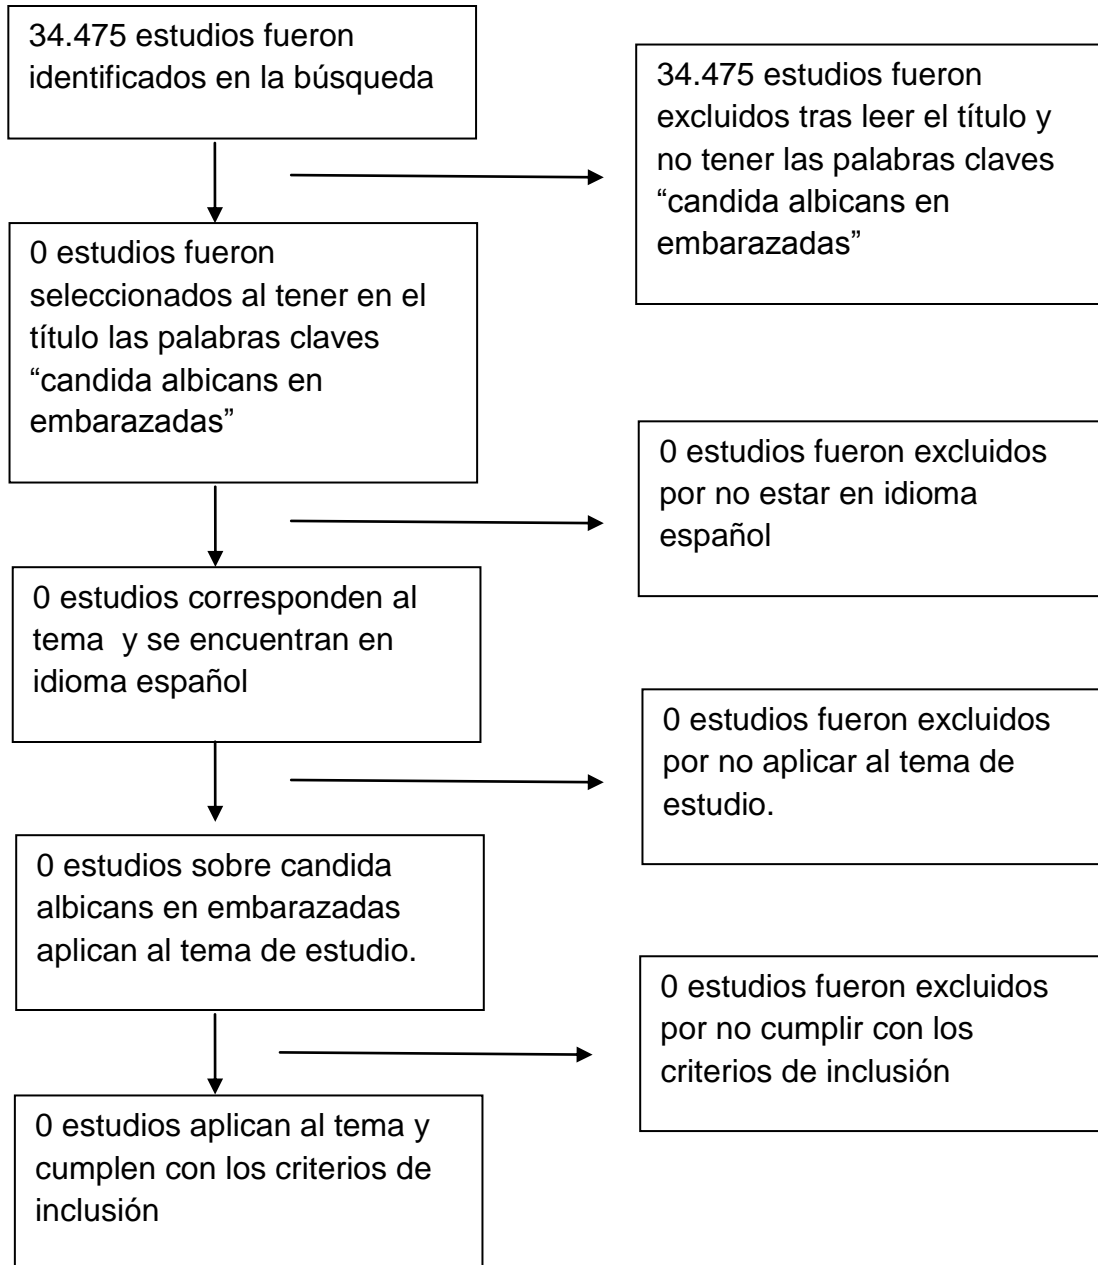 34.475 estudios fueron
identificados en la búsqueda
34.475 estudios fueron
excluidos tras leer el título y
no tener las palabras claves
“candida albicans en
embarazadas”
0 estudios fueron
seleccionados al tener en el
título las palabras claves
“candida albicans en
embarazadas”
0 estudios fueron excluidos
por no estar en idioma
español
0 estudios corresponden al
tema y se encuentran en
idioma español
0 estudios fueron excluidos
por no aplicar al tema de
estudio.
0 estudios sobre candida
albicans en embarazadas
aplican al tema de estudio.
0 estudios fueron excluidos
por no cumplir con los
criterios de inclusión
0 estudios aplican al tema y
cumplen con los criterios de
inclusión